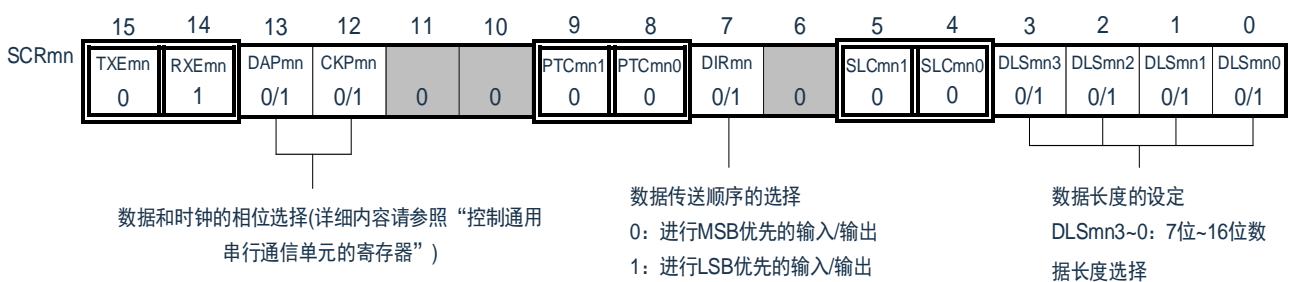 15 14 13 12 11 10 9 8 7 6 5 4 3 2 1 0
SCRmn TXEmn RXEmn DAPmn CKPmn PTCmn1 PTCmn0 DIRmn SLCmn1 SLCmn0 DLSmn3 DLSmn2 DLSmn1 DLSmn0
0 1 0/1 0/1 0 0 0 0 0/1 0 0 0 0/1 0/1 0/1 0/1
数据和时钟的相位选择(详细内容请参照“控制通用
串行通信单元的寄存器”)
数据传送顺序的选择
0：进行MSB优先的输入/输出
1：进行LSB优先的输入/输出
数据长度的设定
DLSmn3~0：7位~16位数
据长度选择